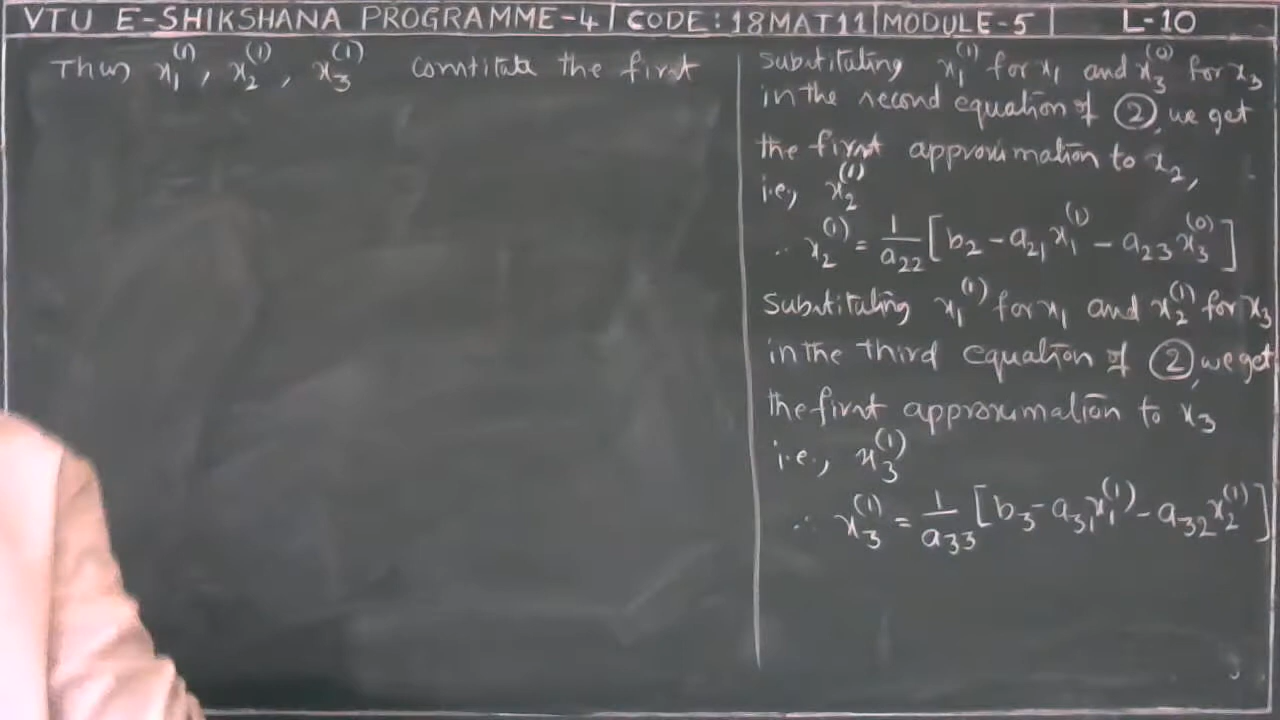 VTU E-SHIKSHANA PROGRAMME-4 CODE:18MAT11 MODULE-5 L-10
Thus x₁⁽¹⁾, x₂⁽¹⁾, x₃⁽¹⁾ constitute the first
substituting x₁⁽¹⁾ for x₁ and x₃⁽⁰⁾ for x₃
in the second equation of ②, we get
the first approximation to x₂,
i.e, x₂⁽¹⁾
∴ x₂⁽¹⁾ = 1/a₂₂ [b₂ - a₂₁x₁⁽¹⁾ - a₂₃x₃⁽⁰⁾]
Substituting x₁⁽¹⁾ for x₁ and x₂⁽¹⁾ for x₃
in the third equation of ②, we get
the first approximation to x₃
i.e., x₃⁽¹⁾
∴ x₃⁽¹⁾ = 1/a₃₃ [b₃ - a₃₁x₁⁽¹⁾ - a₃₂x₂⁽¹⁾]